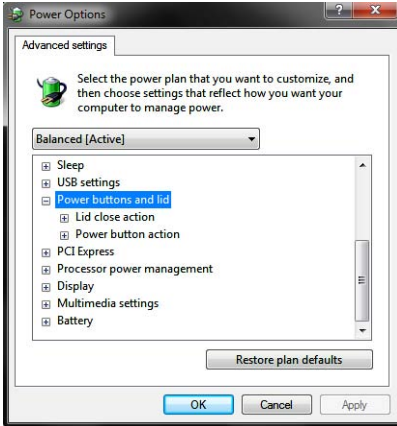 Power Options
Advanced settings
Select the power plan that you want to customize, and
then choose settings that reflect how you want your
computer to manage power.
Balanced [Active]
Sleep
USB settings
Power buttons and lid
Lid close action
Power button action
PCI Express
Processor power management
Display
Multimedia settings
Battery
Restore plan defaults
OK
Cancel
Apply